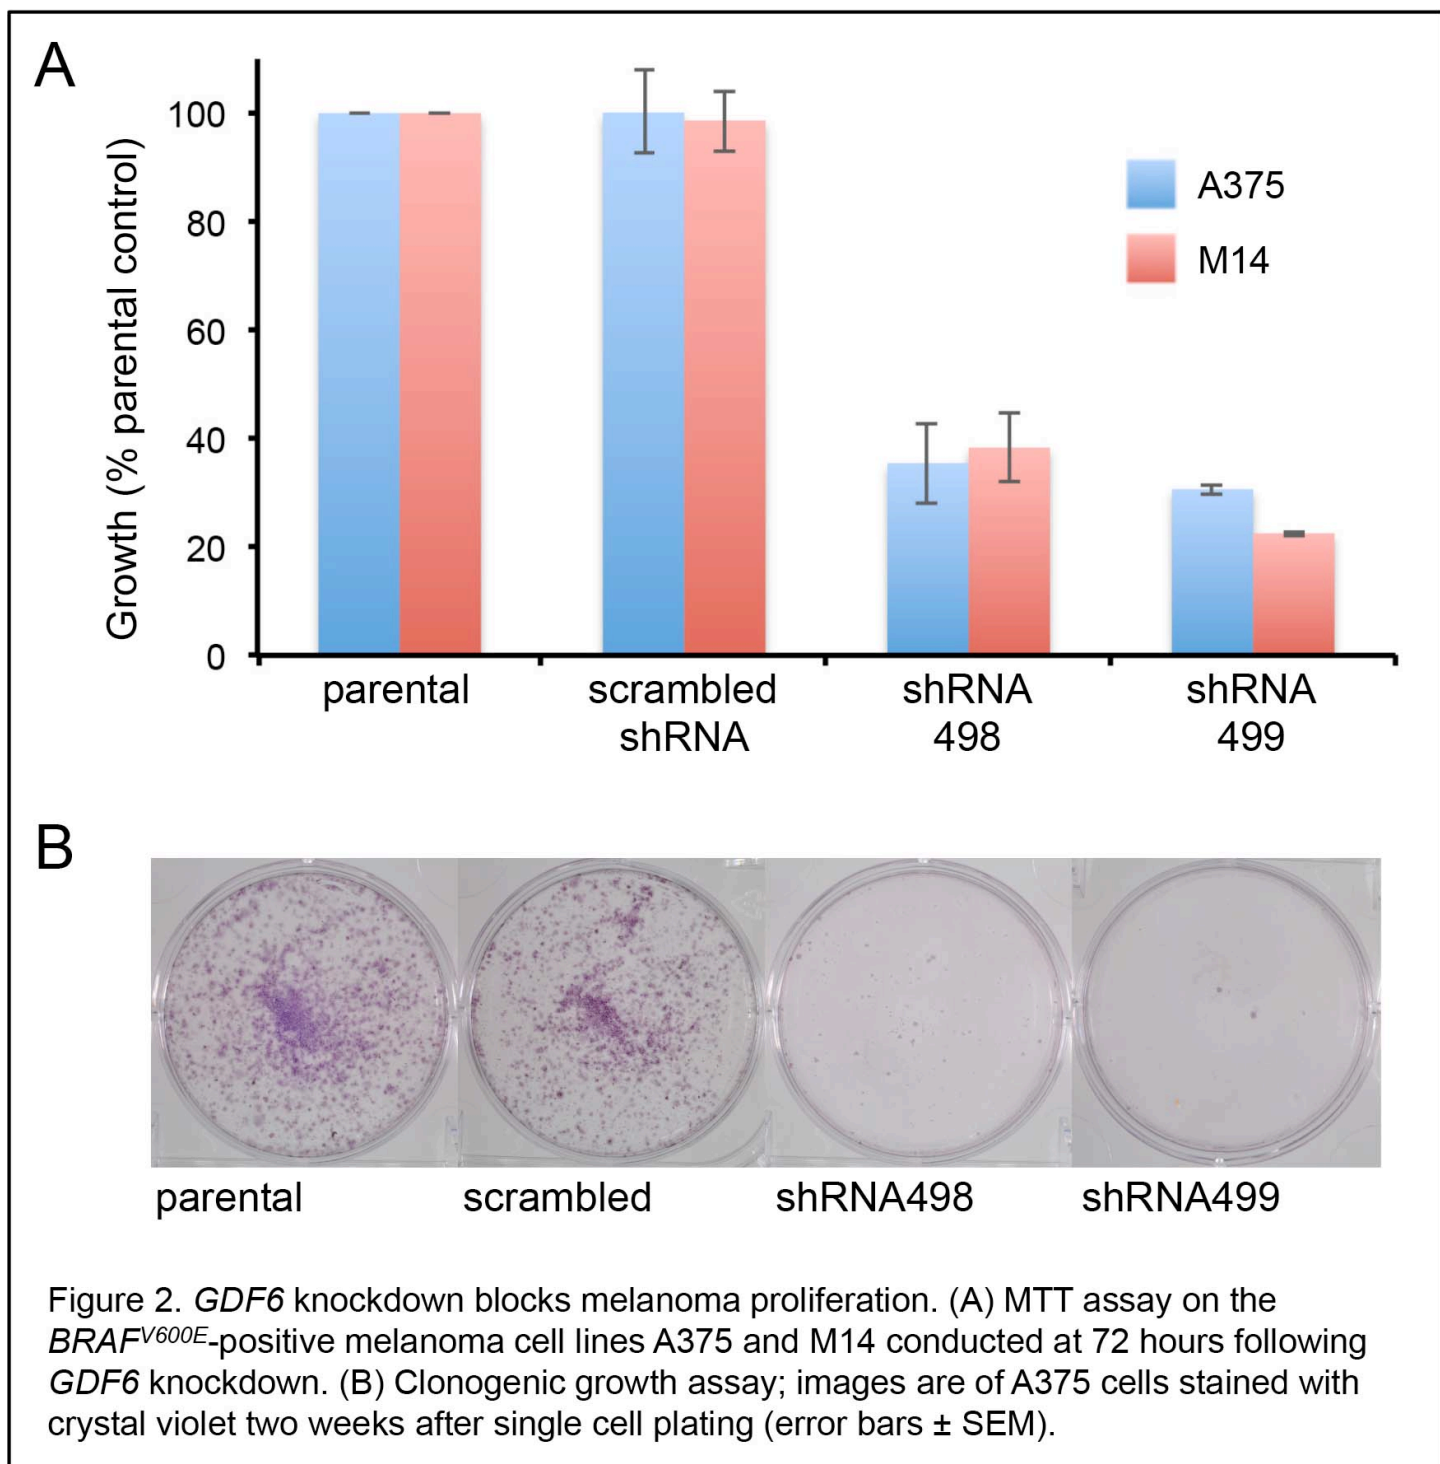 A
Growth (% parental control)
100
80
60
40
20
0
A375
M14
parental
scrambled
shRNA
shRNA
498
shRNA
499
B
parental
scrambled
shRNA498
shRNA499
Figure 2. GDF6 knockdown blocks melanoma proliferation. (A) MTT assay on the
BRAFV600E-positive melanoma cell lines A375 and M14 conducted at 72 hours following
GDF6 knockdown. (B) Clonogenic growth assay; images are of A375 cells stained with
crystal violet two weeks after single cell plating (error bars ± SEM).